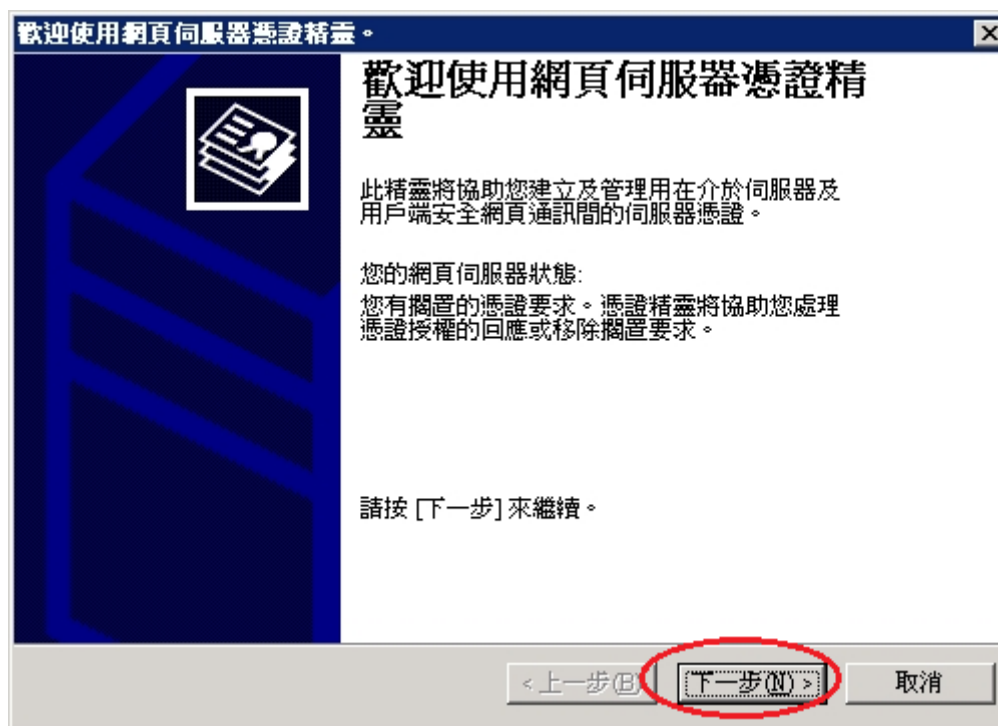 歡迎使用網頁伺服器憑證精靈。
歡迎使用網頁伺服器憑證精
靈
此精靈將協助您建立及管理用在介於伺服器及
用戶端安全網頁通訊間的伺服器憑證。
您的網頁伺服器狀態:
您有擱置的憑證要求。憑證精靈將協助您處理
憑證授權的回應或移除擱置要求。
請按 [下一步] 來繼續。
<上一步(B) 下一步(N) > 取消